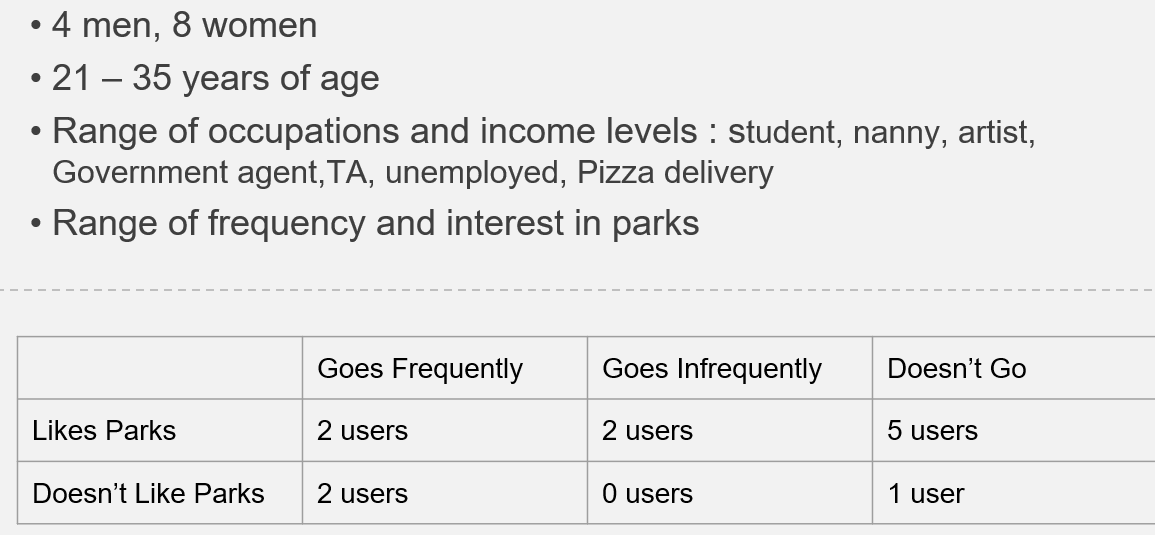 • 4 men, 8 women
• 21 – 35 years of age
• Range of occupations and income levels : student, nanny, artist,
Government agent,TA, unemployed, Pizza delivery
• Range of frequency and interest in parks
Goes Frequently Goes Infrequently Doesn’t Go
Likes Parks 2 users 2 users 5 users
Doesn’t Like Parks 2 users 0 users 1 user